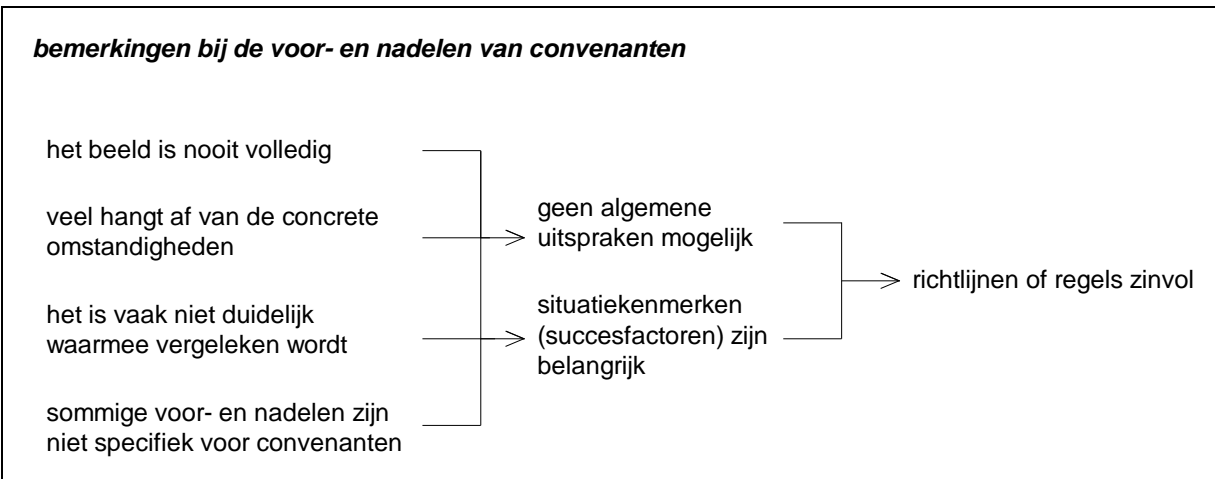 bemerkingen bij de voor- en nadelen van convenanten
het beeld is nooit volledig
veel hangt af van de concrete
omstandigheden
het is vaak niet duidelijk
waarmee vergeleken wordt
sommige voor- en nadelen zijn
niet specifiek voor convenanten
geen algemene
uitspraken mogelijk
situatiekenmerken
(succesfactoren) zijn
belangrijk
richtlijnen of regels zinvol